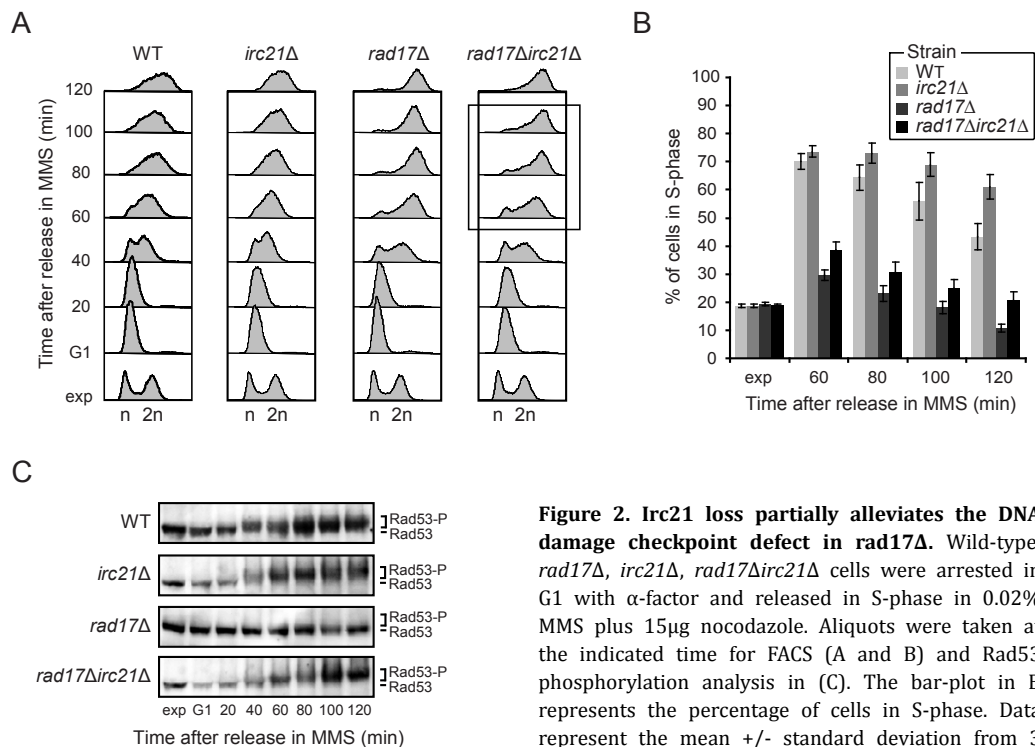 A
WT irc21Δ rad17Δ rad17Δirc21Δ
Time after release in MMS (min)
120
100
80
60
40
20
G1
exp
n 2n n 2n n 2n n 2n
B
Strain
WT
irc21Δ
rad17Δ
rad17Δirc21Δ
% of cells in S-phase
100
90
80
70
60
50
40
30
20
10
0
exp 60 80 100 120
Time after release in MMS (min)
C
WT Rad53-P
Rad53
irc21Δ Rad53-P
Rad53
rad17Δ Rad53-P
Rad53
rad17Δirc21Δ Rad53-P
Rad53
exp G1 20 40 60 80 100 120
Time after release in MMS (min)
Figure 2. Irc21 loss partially alleviates the DNA
damage checkpoint defect in rad17Δ. Wild-type,
rad17Δ, irc21Δ, rad17Δirc21Δ cells were arrested in
G1 with α-factor and released in S-phase in 0.02%
MMS plus 15μg nocodazole. Aliquots were taken at
the indicated time for FACS (A and B) and Rad53
phosphorylation analysis in (C). The bar-plot in B
represents the percentage of cells in S-phase. Data
represent the mean +/- standard deviation from 3